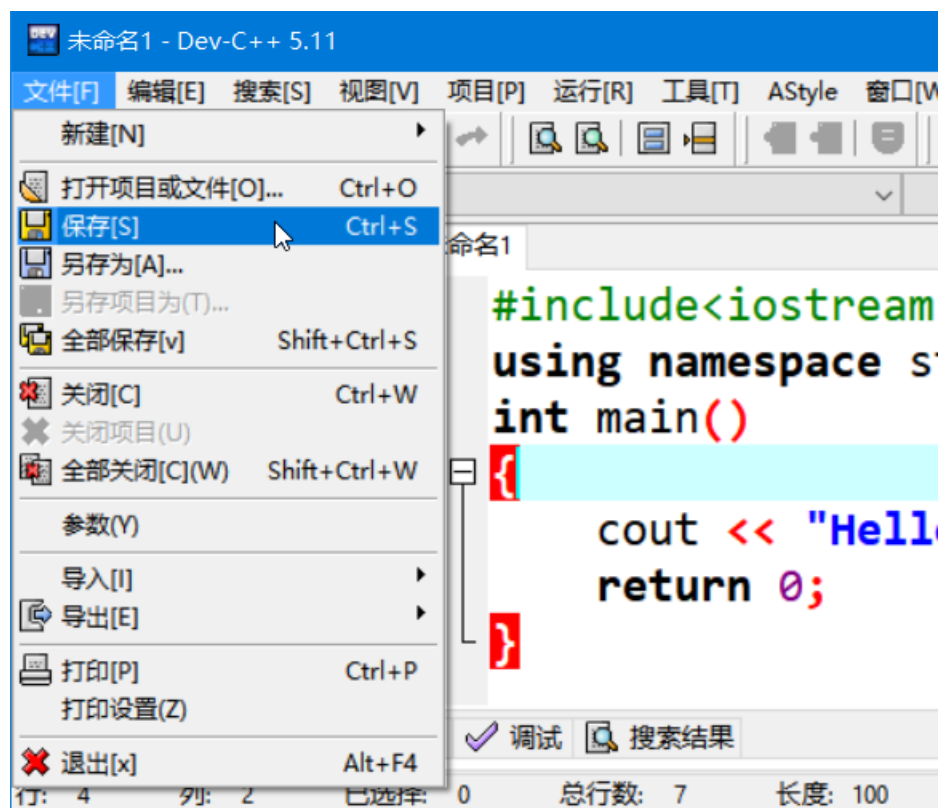 未命名1 - Dev-C++ 5.11
文件[F] 编辑[E] 搜索[S] 视图[V] 项目[P] 运行[R] 工具[T] AStyle 窗口[W
新建[N]
打开项目或文件[O]... Ctrl+O
保存[S] Ctrl+S
另存为[A]...
另存项目为(T)...
全部保存[v] Shift+Ctrl+S
关闭[C] Ctrl+W
关闭项目(U)
全部关闭[C](W) Shift+Ctrl+W
参数(Y)
导入[I]
导出[E]
打印[P] Ctrl+P
打印设置(Z)
退出[x] Alt+F4
命名1
#include<iostream
using namespace s
int main()
{
cout << "Hell
return 0;
}
调试 搜索结果
行: 4 列: 2 已选择: 0 总行数: 7 长度: 100